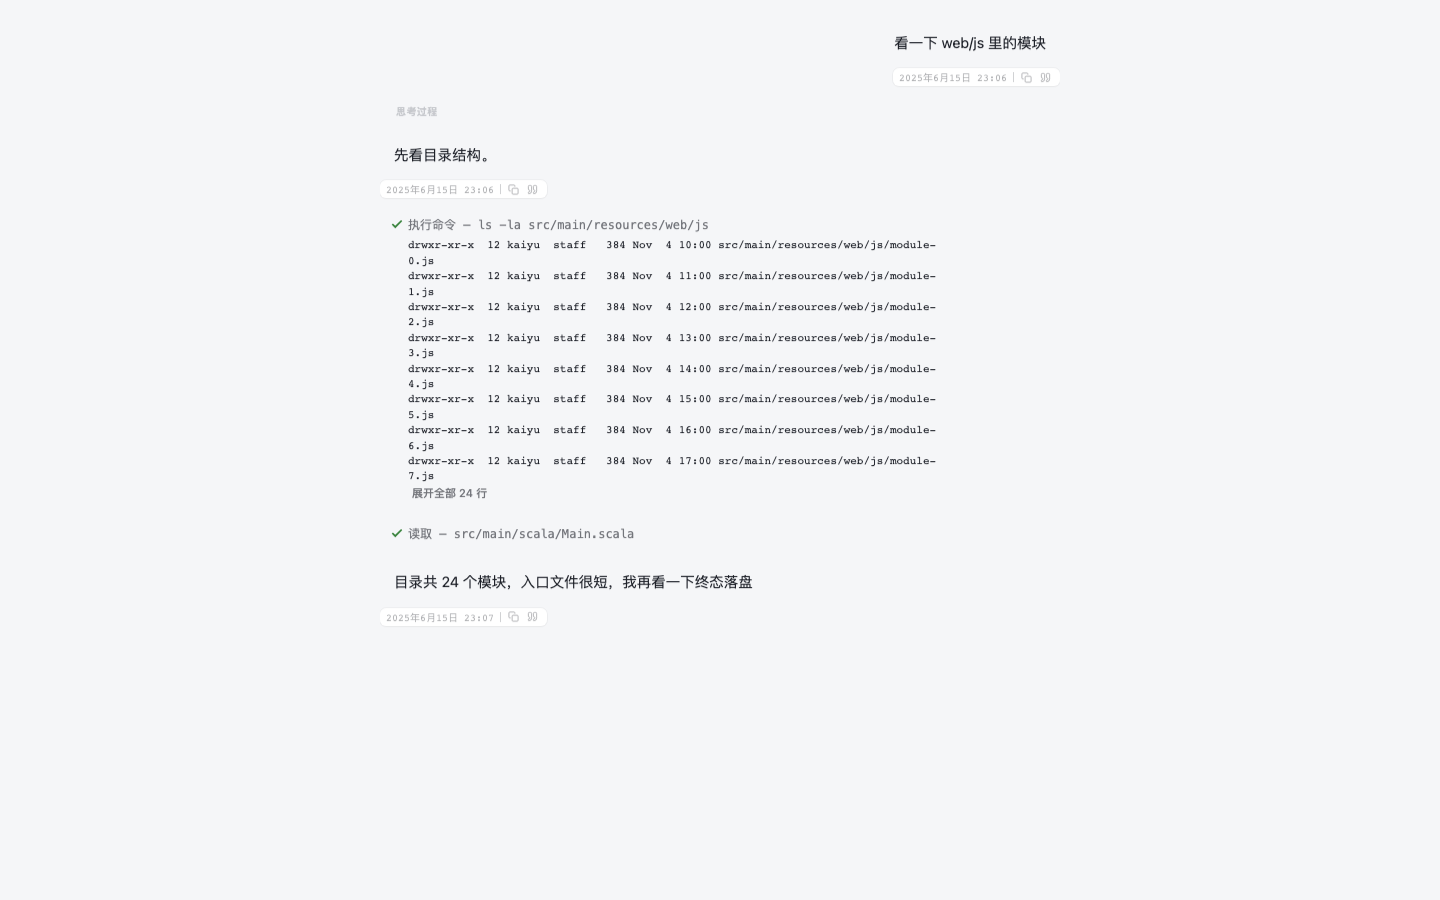 看一下 web/js 里的模块
2025年6月15日 23:06
思考过程
先看目录结构。
2025年6月15日 23:06
执行命令 — ls -la src/main/resources/web/js
drwxr-xr-x  12 kaiyu  staff   384 Nov  4 10:00 src/main/resources/web/js/module-
0.js
drwxr-xr-x  12 kaiyu  staff   384 Nov  4 11:00 src/main/resources/web/js/module-
1.js
drwxr-xr-x  12 kaiyu  staff   384 Nov  4 12:00 src/main/resources/web/js/module-
2.js
drwxr-xr-x  12 kaiyu  staff   384 Nov  4 13:00 src/main/resources/web/js/module-
3.js
drwxr-xr-x  12 kaiyu  staff   384 Nov  4 14:00 src/main/resources/web/js/module-
4.js
drwxr-xr-x  12 kaiyu  staff   384 Nov  4 15:00 src/main/resources/web/js/module-
5.js
drwxr-xr-x  12 kaiyu  staff   384 Nov  4 16:00 src/main/resources/web/js/module-
6.js
drwxr-xr-x  12 kaiyu  staff   384 Nov  4 17:00 src/main/resources/web/js/module-
7.js
展开全部 24 行
读取 — src/main/scala/Main.scala
目录共 24 个模块，入口文件很短，我再看一下终态落盘
2025年6月15日 23:07